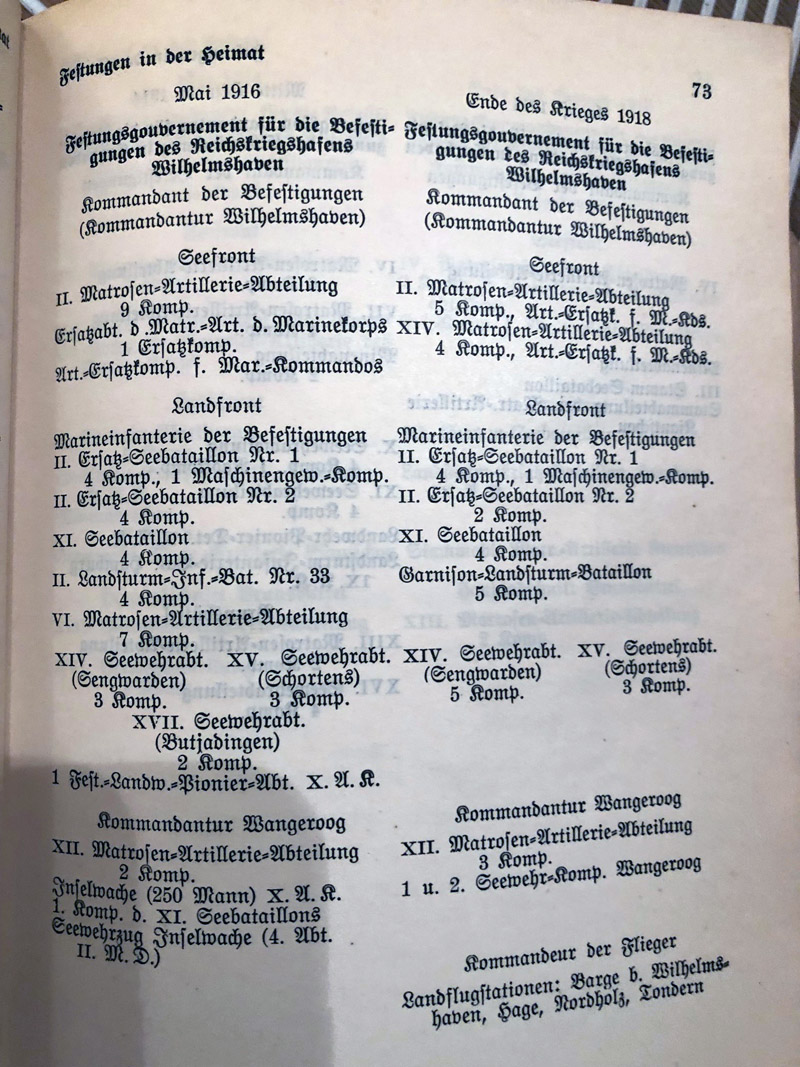 Festungen in der Heimat
73
Mai 1916
Festungsgouvernement für die Befesti-
gungen des Reichskriegshafens
Wilhelmshaven
Kommandant der Befestigungen
(Kommandantur Wilhelmshaven)
Seefront
II. Matrosen-Artillerie-Abteilung
9 Komp.
Ersatzabt. d. Matr.-Art. d. Marinekorps
1 Ersatzkomp.
Art.-Ersatzkomp. f. Mar.-Kommandos
Landfront
Marineinfanterie der Befestigungen
II. Ersatz-Seebataillon Nr. 1
4 Komp., 1 Maschinengew.-Komp.
II. Ersatz-Seebataillon Nr. 2
4 Komp.
XI. Seebataillon
4 Komp.
II. Landsturm-Inf.-Bat. Nr. 33
4 Komp.
VI. Matrosen-Artillerie-Abteilung
7 Komp.
XIV. Seewehrabt. XV. Seewehrabt.
(Sengwarden) (Schortens)
3 Komp. 3 Komp.
XVII. Seewehrabt.
(Butjadingen)
2 Komp.
1 Fest.-Landw.-Pionier-Abt. X. A. K.
Kommandantur Wangeroog
XII. Matrosen-Artillerie-Abteilung
2 Komp.
Inselwache (250 Mann) X. A. K.
1. Komp. d. XI. Seebataillons
Seewehrzug Inselwache (4. Abt.
II. M. D.)
Ende des Krieges 1918
Festungsgouvernement für die Befesti-
gungen des Reichskriegshafens
Wilhelmshaven
Kommandant der Befestigungen
(Kommandantur Wilhelmshaven)
Seefront
II. Matrosen-Artillerie-Abteilung
5 Komp., Art.-Ersatzk. f. M.-Kds.
XIV. Matrosen-Artillerie-Abteilung
4 Komp., Art.-Ersatzk. f. M.-Kds.
Landfront
Marineinfanterie der Befestigungen
II. Ersatz-Seebataillon Nr. 1
4 Komp., 1 Maschinengew.-Komp.
II. Ersatz-Seebataillon Nr. 2
2 Komp.
XI. Seebataillon
4 Komp.
Garnison-Landsturm-Bataillon
5 Komp.
XIV. Seewehrabt. XV. Seewehrabt.
(Sengwarden) (Schortens)
5 Komp. 3 Komp.
Kommandantur Wangeroog
XII. Matrosen-Artillerie-Abteilung
3 Komp.
1 u. 2. Seewehr-Komp. Wangeroog
Kommandeur der Flieger
Landflugstationen: Barge b. Wilhelms-
haven, Hage, Nordholz, Tondern